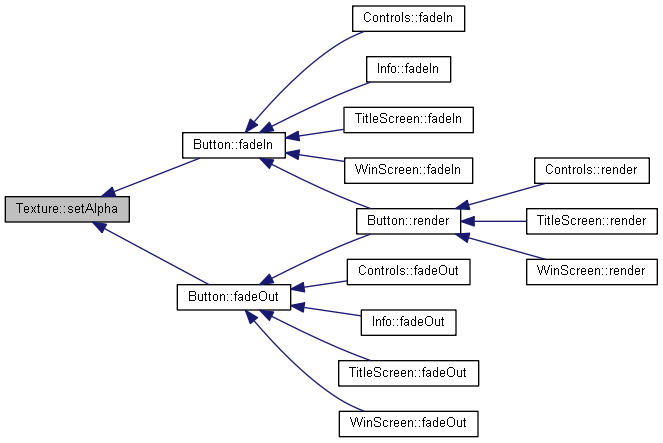 Controls::fadeIn
Info::fadeIn
TitleScreen::fadeIn
Button::fadeIn
WinScreen::fadeIn
Controls::render
Texture::setAlpha
Button::render
TitleScreen::render
Controls::fadeOut
WinScreen::render
Button::fadeOut
Info::fadeOut
TitleScreen::fadeOut
WinScreen::fadeOut